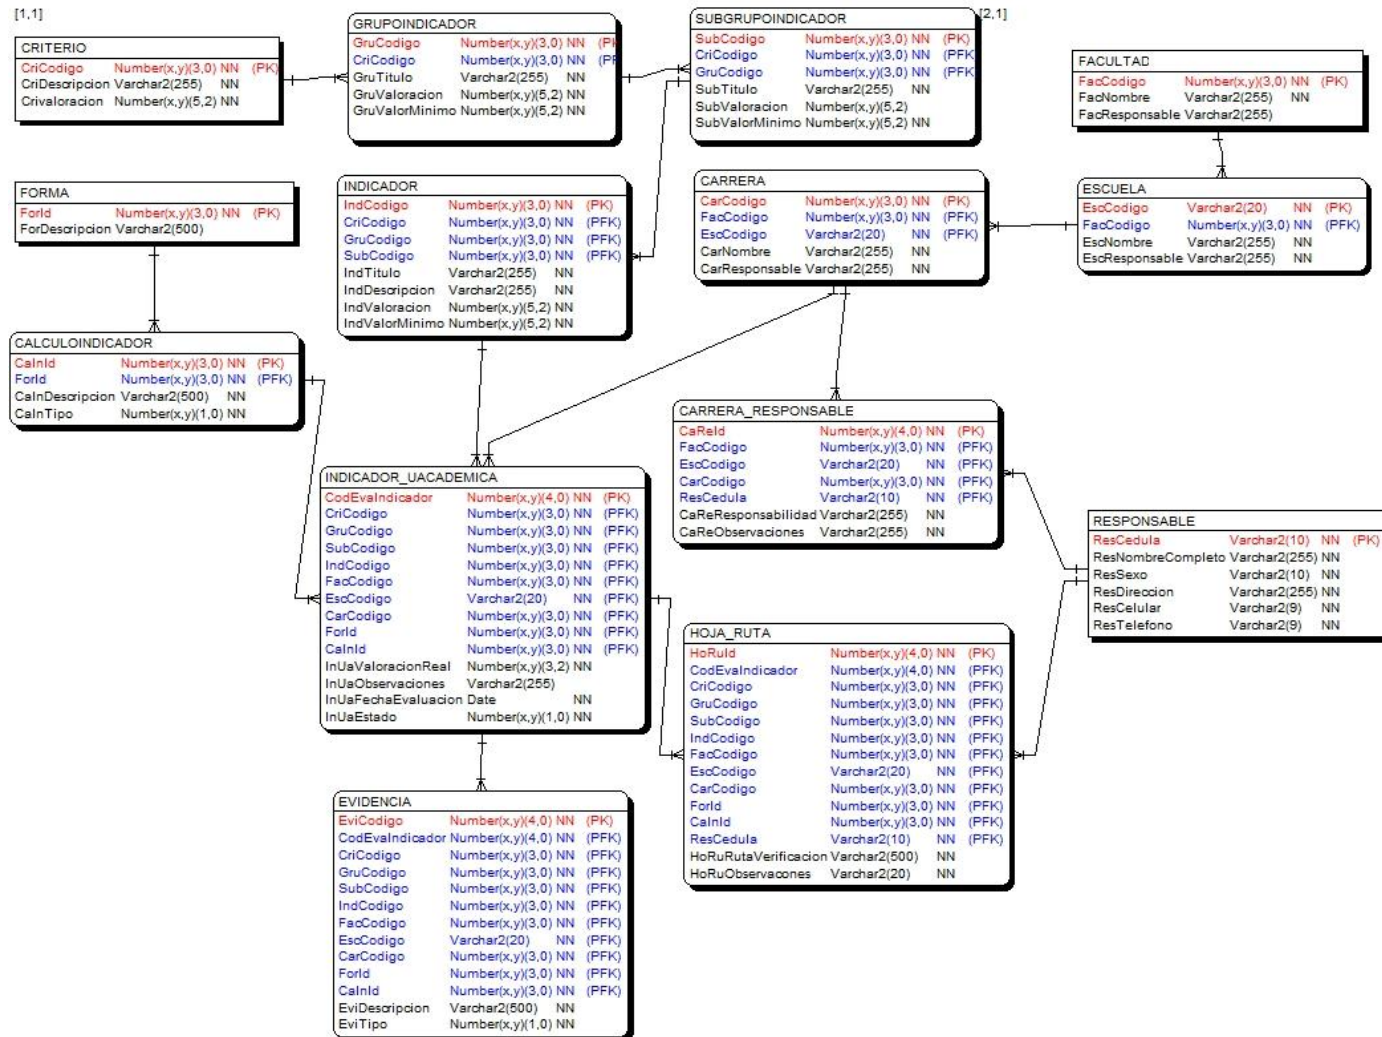 [1,1]
GRUPOINDICADOR
GruCodigo Number(x,y)(3,0) NN (PK
CriCodigo Number(x,y)(3,0) NN (PF
GruTitulo Varchar2(255) NN
GruValoracion Number(x,y)(5,2) NN
GruValorMinimo Number(x,y)(5,2) NN
SUBGRUPOINDICADOR
[2,1]
SubCodigo Number(x,y)(3,0) NN (PK)
CriCodigo Number(x,y)(3,0) NN (PFK)
GruCodigo Number(x,y)(3,0) NN (PFK)
SubTitulo Varchar2(255) NN
SubValoracion Number(x,y)(5,2)
SubValorMinimo Number(x,y)(5,2) NN
CRITERIO
CriCodigo Number(x,y)(3,0) NN (PK)
CriDescripcion Varchar2(255) NN
Crivaloracion Number(x,y)(5,2) NN
FACULTAD
FacCodigo Number(x,y)(3,0) NN (PK)
FacNombre Varchar2(255) NN
FacResponsable Varchar2(255)
FORMA
ForId Number(x,y)(3,0) NN (PK)
ForDescripcion Varchar2(500)
INDICADOR
IndCodigo Number(x,y)(3,0) NN (PK)
CriCodigo Number(x,y)(3,0) NN (PFK)
GruCodigo Number(x,y)(3,0) NN (PFK)
SubCodigo Number(x,y)(3,0) NN (PFK)
IndTitulo Varchar2(255) NN
IndDescripcion Varchar2(255) NN
IndValoracion Number(x,y)(5,2) NN
IndValorMinimo Number(x,y)(5,2) NN
CARRERA
CarCodigo Number(x,y)(3,0) NN (PK)
FacCodigo Number(x,y)(3,0) NN (PFK)
EscCodigo Varchar2(20) NN (PFK)
CarNombre Varchar2(255) NN
CarResponsable Varchar2(255) NN
ESCUELA
EscCodigo Varchar2(20) NN (PK)
FacCodigo Number(x,y)(3,0) NN (PFK)
EscNombre Varchar2(255) NN
EscResponsable Varchar2(255) NN
CALCULOINDICADOR
CalnId Number(x,y)(3,0) NN (PK)
ForId Number(x,y)(3,0) NN (PFK)
CalnDescripcion Varchar2(500) NN
CalnTipo Number(x,y)(1,0) NN
CARRERA_RESPONSABLE
CaReId Number(x,y)(4,0) NN (PK)
FacCodigo Number(x,y)(3,0) NN (PFK)
EscCodigo Varchar2(20) NN (PFK)
CarCodigo Number(x,y)(3,0) NN (PFK)
ResCedula Varchar2(10) NN (PFK)
CaReResponsabilidad Varchar2(255) NN
CaReObservaciones Varchar2(255) NN
INDICADOR_UACADEMICA
CodEvaIndicador Number(x,y)(4,0) NN (PK)
CriCodigo Number(x,y)(3,0) NN (PFK)
GruCodigo Number(x,y)(3,0) NN (PFK)
SubCodigo Number(x,y)(3,0) NN (PFK)
IndCodigo Number(x,y)(3,0) NN (PFK)
FacCodigo Number(x,y)(3,0) NN (PFK)
EscCodigo Varchar2(20) NN (PFK)
CarCodigo Number(x,y)(3,0) NN (PFK)
ForId Number(x,y)(3,0) NN (PFK)
CalnId Number(x,y)(3,0) NN (PFK)
InUaValoracionReal Number(x,y)(3,2) NN
InUaObservaciones Varchar2(255)
InUaFechaEvaluacion Date NN
InUaEstado Number(x,y)(1,0) NN
RESPONSABLE
ResCedula Varchar2(10) NN (PK)
ResNombreCompleto Varchar2(255) NN
ResSexo Varchar2(10) NN
ResDireccion Varchar2(255) NN
ResCelular Varchar2(9) NN
ResTelefono Varchar2(9) NN
HOJA_RUTA
HoRuId Number(x,y)(4,0) NN (PK)
CodEvaIndicador Number(x,y)(4,0) NN (PFK)
CriCodigo Number(x,y)(3,0) NN (PFK)
GruCodigo Number(x,y)(3,0) NN (PFK)
SubCodigo Number(x,y)(3,0) NN (PFK)
IndCodigo Number(x,y)(3,0) NN (PFK)
FacCodigo Number(x,y)(3,0) NN (PFK)
EscCodigo Varchar2(20) NN (PFK)
CarCodigo Number(x,y)(3,0) NN (PFK)
ForId Number(x,y)(3,0) NN (PFK)
CalnId Number(x,y)(3,0) NN (PFK)
ResCedula Varchar2(10) NN (PFK)
HoRuRutaVerificacion Varchar2(500) NN
HoRuObservacones Varchar2(20) NN
EVIDENCIA
EviCodigo Number(x,y)(4,0) NN (PK)
CodEvaIndicador Number(x,y)(4,0) NN (PFK)
CriCodigo Number(x,y)(3,0) NN (PFK)
GruCodigo Number(x,y)(3,0) NN (PFK)
SubCodigo Number(x,y)(3,0) NN (PFK)
IndCodigo Number(x,y)(3,0) NN (PFK)
FacCodigo Number(x,y)(3,0) NN (PFK)
EscCodigo Varchar2(20) NN (PFK)
CarCodigo Number(x,y)(3,0) NN (PFK)
ForId Number(x,y)(3,0) NN (PFK)
CalnId Number(x,y)(3,0) NN (PFK)
EviDescripcion Varchar2(500) NN
EviTipo Number(x,y)(1,0) NN